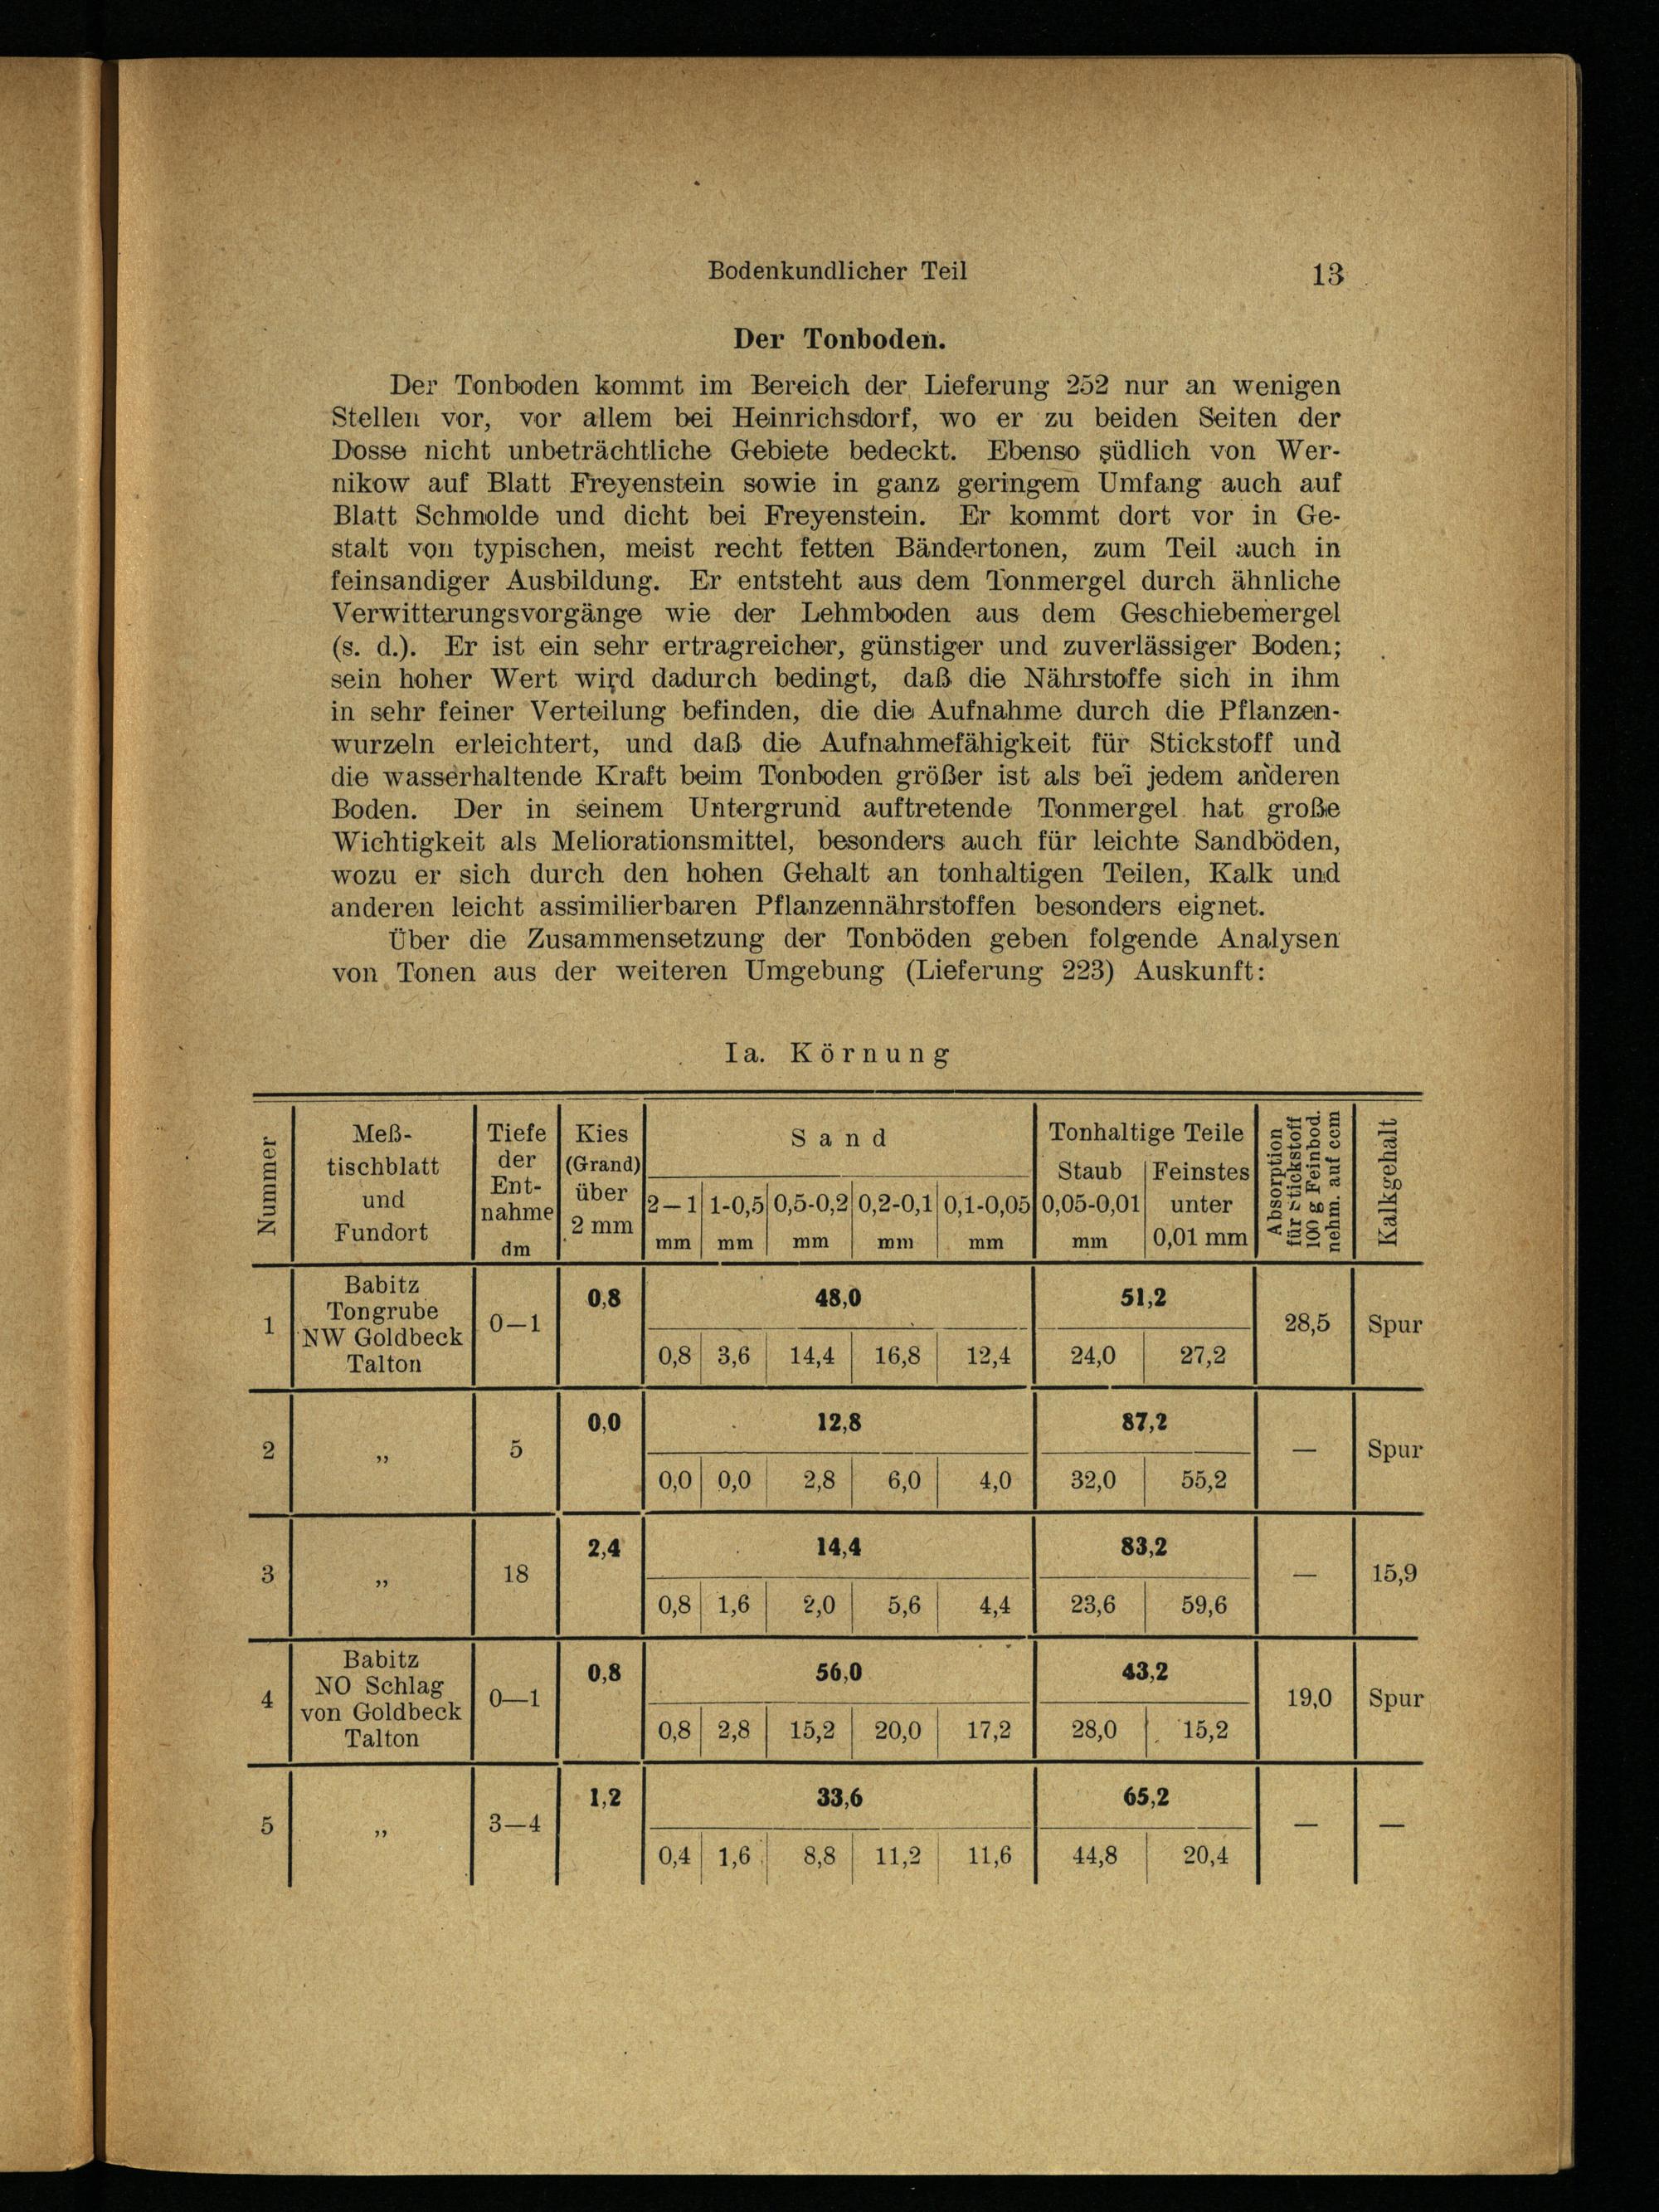 Bodenkundlicher Teil 13
Der Tonboden.
Der Tonboden kommt im Bereich der Lieferung 252 nur an wenigen
Stellen vor, vor allem bei Heinrichsdorf, wo er zu beiden Seiten der
Dosse nicht unbeträchtliche Gebiete bedeckt. Ebenso südlich von Wer-
nikow auf Blatt Freyenstein sowie in ganz geringem Umfang auch auf
Blatt Schmolde und dicht bei Freyenstein. Er kommt dort vor in Ge-
stalt von typischen, meist recht fetten Bändertonen, zum Teil auch in
feinsandiger Ausbildung. Er entsteht aus dem Tonmergel durch ähnliche
Verwitterungsvorgänge wie der Lehmboden aus dem Geschiebemergel
(s. d.). Er ist ein sehr ertragreicher, günstiger und zuverlässiger Boden;
sein hoher Wert wird dadurch bedingt, daß die Nährstoffe sich in ihm
in sehr feiner Verteilung befinden, die die Aufnahme durch die Pflanzen-
wurzeln erleichtert, und daß die Aufnahmefähigkeit für Stickstoff und
die wasserhaltende Kraft beim Tonboden größer ist als bei jedem anderen
Boden. Der in seinem Untergrund auftretende Tonmergel hat große
Wichtigkeit als Meliorationsmittel, besonders auch für leichte Sandböden,
wozu er sich durch den hohen Gehalt an tonhaltigen Teilen, Kalk und
anderen leicht assimilierbaren Pflanzennährstoffen besonders eignet.
Über die Zusammensetzung der Tonböden geben folgende Analysen
von Tonen aus der weiteren Umgebung (Lieferung 223) Auskunft:
Ia. Körnung
Nummer
Meß-
tischblatt
und
Fundort
Tiefe
der
Ent-
nahme
dm
Kies
(Grand)
über
2 mm
Sand
2—1 1-0,5 0,5-0,2 0,2-0,1 0,1-0,05
mm mm mm mm mm
Tonhaltige Teile
Staub Feinstes
0,05-0,01 unter
mm 0,01 mm
Absorption
für Stickstoff
100 g Feinbod.
nehm. auf ccm
Kalkgehalt
1
Babitz
Tongrube
NW Goldbeck
Talton
0—1
0,8 48,0 51,2
28,5 Spur
0,8 3,6 14,4 16,8 12,4 24,0 27,2
2 „ 5
0,0 12,8 87,2
— Spur
0,0 0,0 2,8 6,0 4,0 32,0 55,2
3 „ 18
2,4 14,4 83,2
— 15,9
0,8 1,6 2,0 5,6 4,4 23,6 59,6
4
Babitz
NO Schlag
von Goldbeck
Talton
0—1
0,8 56,0 43,2
19,0 Spur
0,8 2,8 15,2 20,0 17,2 28,0 15,2
5 „ 3—4
1,2 33,6 65,2
— —
0,4 1,6 8,8 11,2 11,6 44,8 20,4